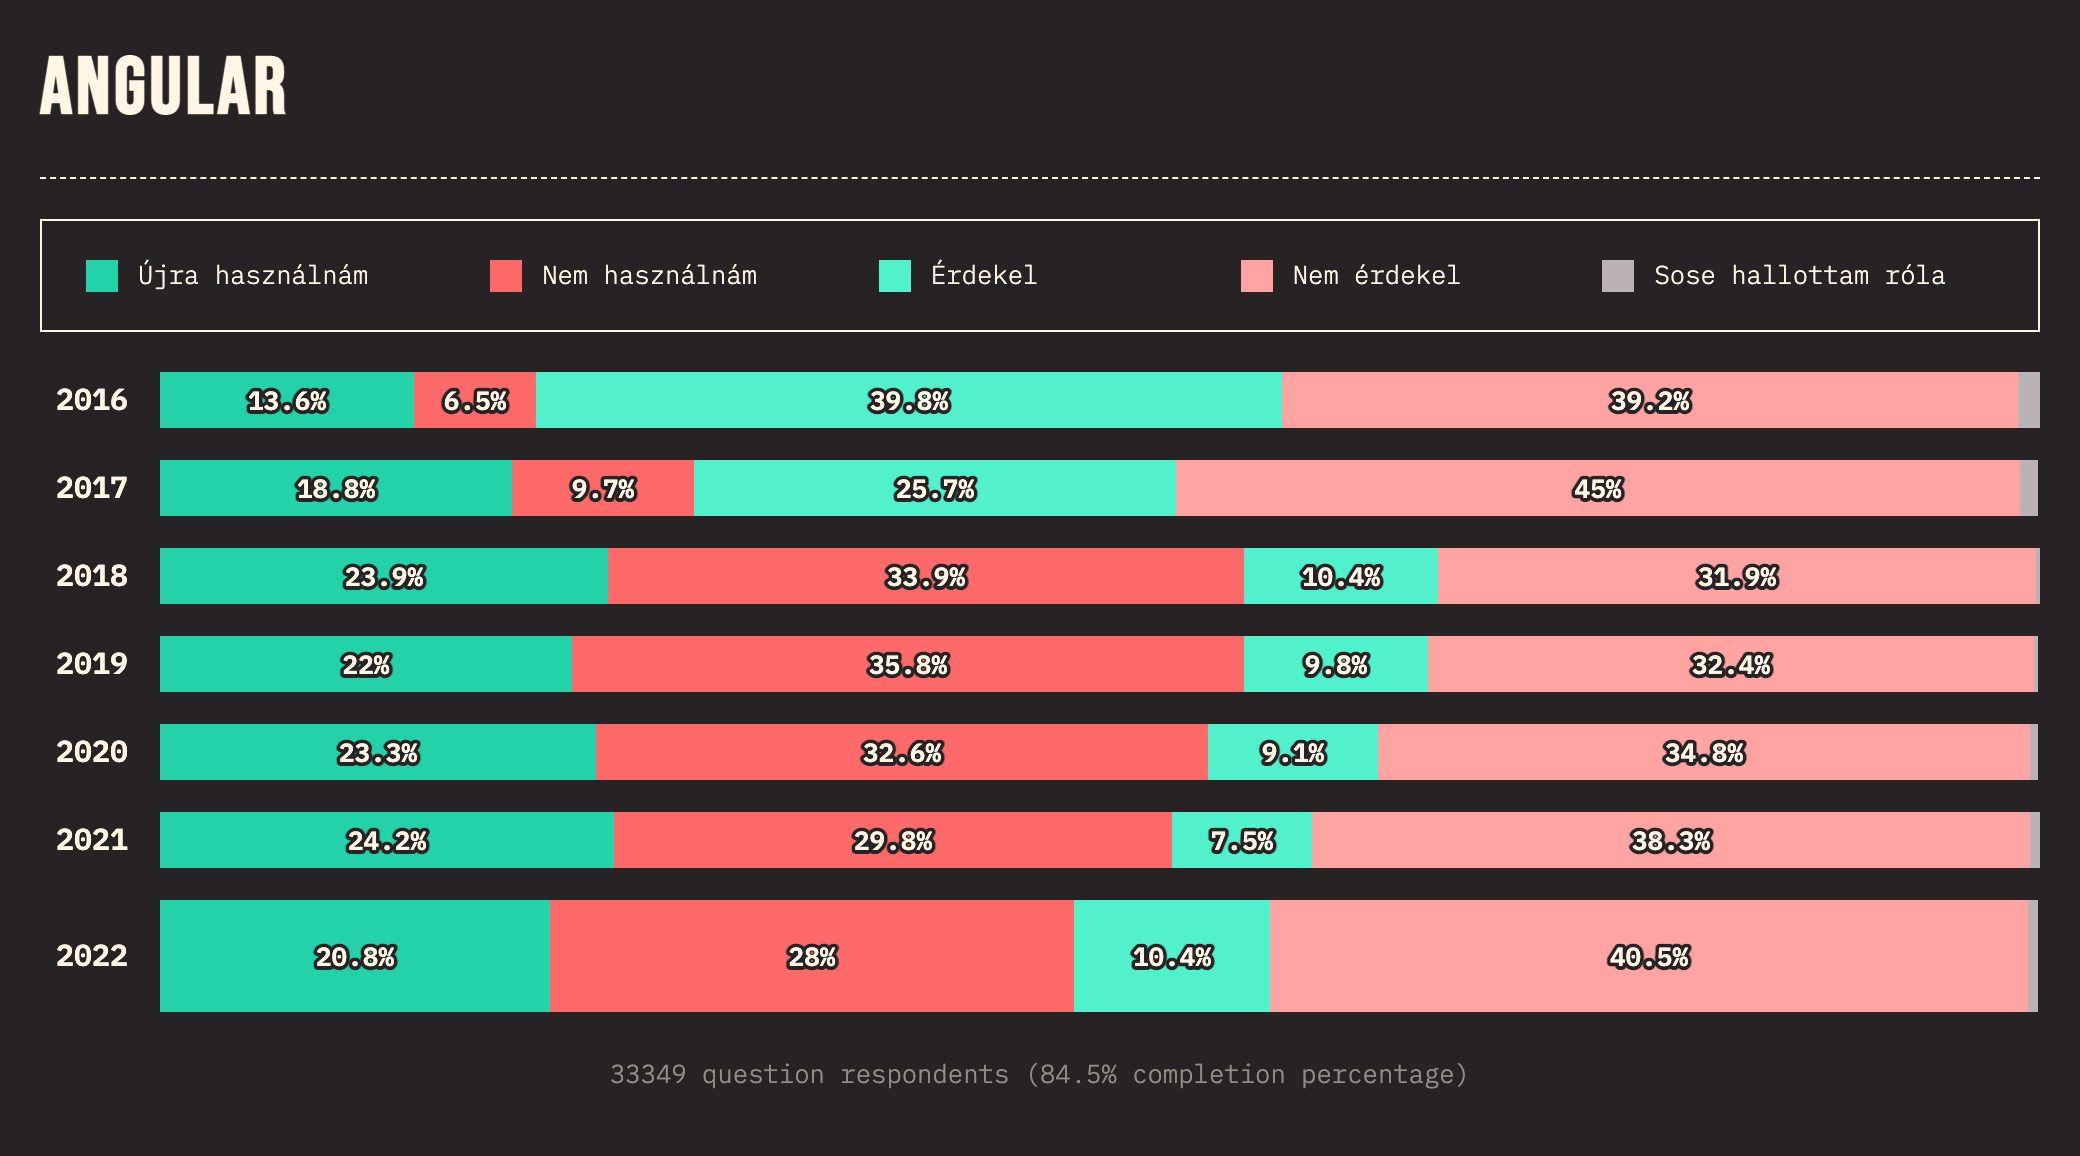 ANGULAR
Újra használnám Nem használnám Érdekel Nem érdekel Sose hallottam róla
2016 13.6% 6.5% 39.8% 39.2%
2017 18.8% 9.7% 25.7% 45%
2018 23.9% 33.9% 10.4% 31.9%
2019 22% 35.8% 9.8% 32.4%
2020 23.3% 32.6% 9.1% 34.8%
2021 24.2% 29.8% 7.5% 38.3%
2022 20.8% 28% 10.4% 40.5%
33349 question respondents (84.5% completion percentage)